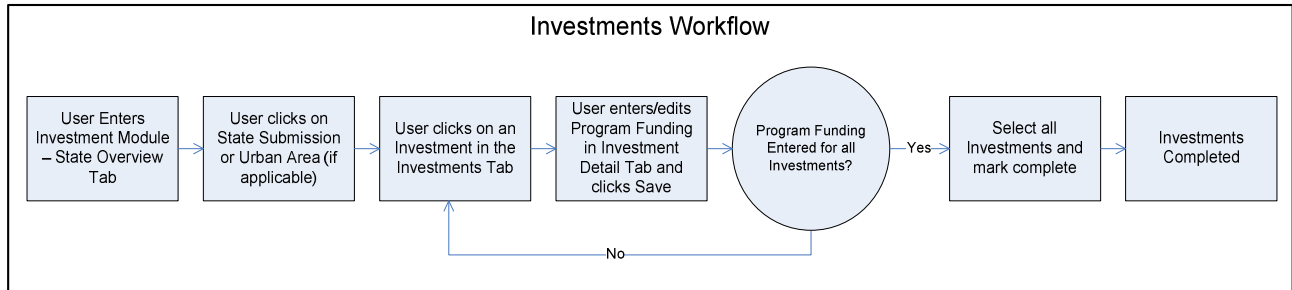 Investments Workflow
User Enters
Investment Module
– State Overview
Tab
User clicks on
State Submission
or Urban Area (if
applicable)
User clicks on an
Investment in the
Investments Tab
User enters/edits
Program Funding
in Investment
Detail Tab and
clicks Save
Program Funding
Entered for all
Investments?
Yes
Select all
Investments and
mark complete
Investments
Completed
No